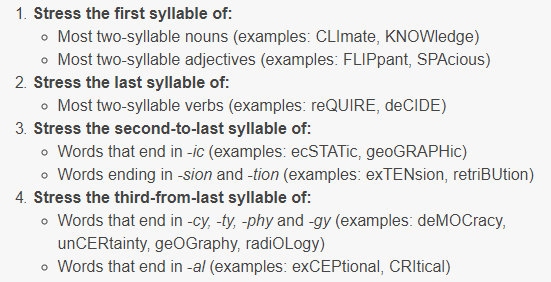 1. Stress the first syllable of:
○ Most two-syllable nouns (examples: CLImate, KNOWledge)
○ Most two-syllable adjectives (examples: FLIPpant, SPAcious)
2. Stress the last syllable of:
○ Most two-syllable verbs (examples: reQUIRE, deCIDE)
3. Stress the second-to-last syllable of:
○ Words that end in -ic (examples: ecSTATic, geoGRAPHic)
○ Words ending in -sion and -tion (examples: exTENsion, retriBUtion)
4. Stress the third-from-last syllable of:
○ Words that end in -cy, -ty, -phy and -gy (examples: deMOCracy,
unCERtainty, geOGraphy, radiOLogy)
○ Words that end in -al (examples: exCEPtional, CRItical)